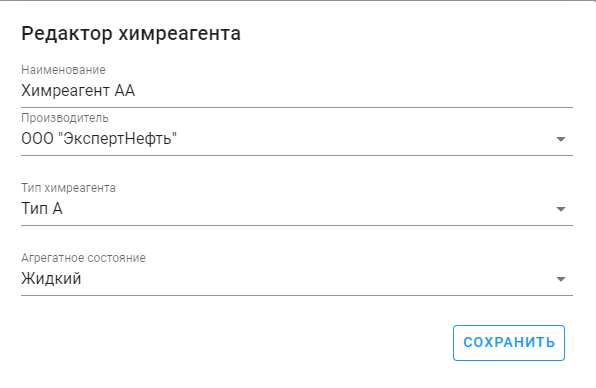 Редактор химреагента
Наименование
Химреагент АА
Производитель
ООО "ЭкспертНефть"
Тип химреагента
Тип А
Агрегатное состояние
Жидкий
СОХРАНИТЬ